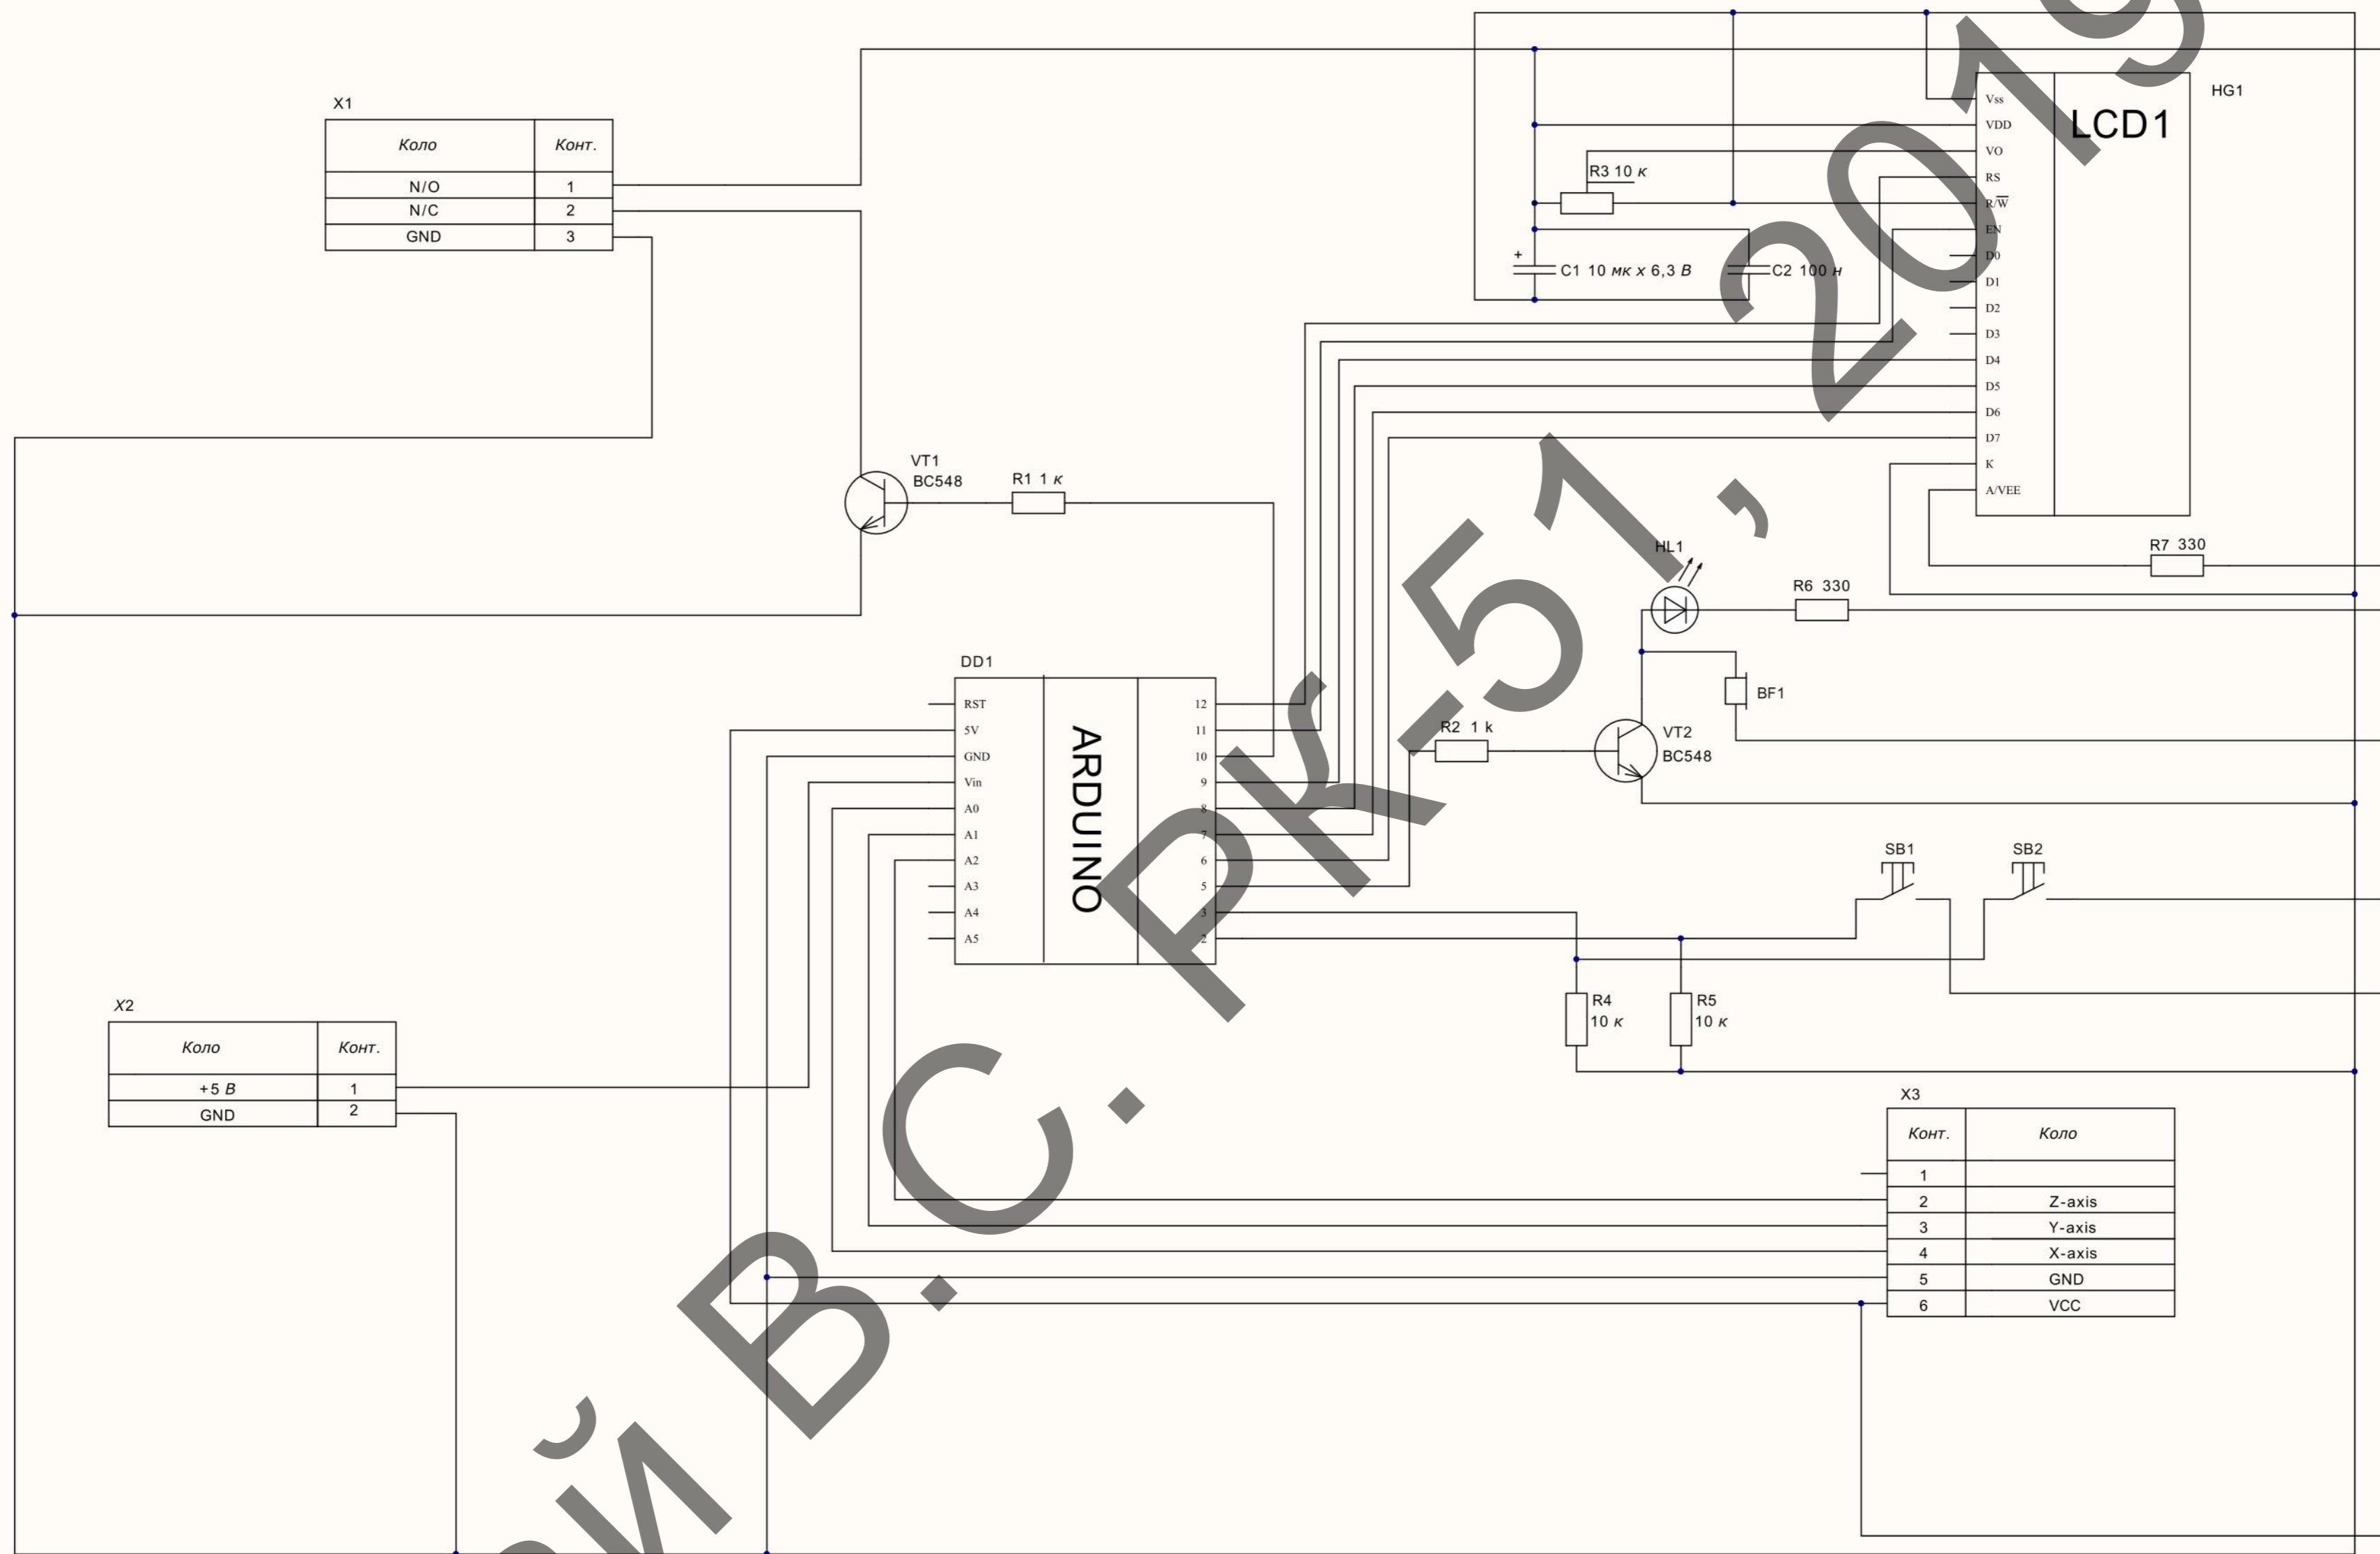 X1
Коло Конт.
N/O 1
N/C 2
GND 3
HG1
LCD1
Vss
VDD
VO
RS
R/W
EN
D0
D1
D2
D3
D4
D5
D6
D7
K
A/VEE
R3 10 к
+
C1 10 мк x 6,3 В
C2 100 н
VT1
BC548
R1 1 к
R7 330
HL1
R6 330
BF1
R2 1 k
VT2
BC548
DD1
ARDUINO
RST 12
5V 11
GND 10
Vin 9
A0 8
A1 7
A2 6
A3 5
A4 3
A5 2
SB1
SB2
R4
10 к
R5
10 к
X2
Коло Конт.
+5 В 1
GND 2
X3
Конт. Коло
1
2 Z-axis
3 Y-axis
4 X-axis
5 GND
6 VCC
ий В.С. РК-51, 2019